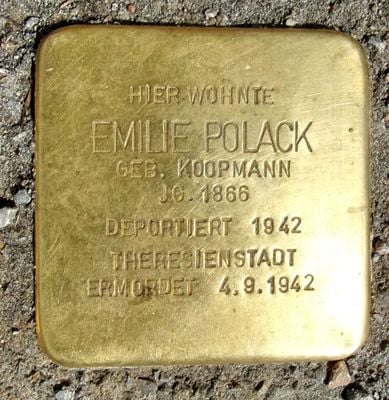 HIER WOHNTE
EMILIE POLACK
GEB. KOOPMANN
JG. 1866
DEPORTIERT 1942
THERESIENSTADT
ERMORDET 4.9.1942